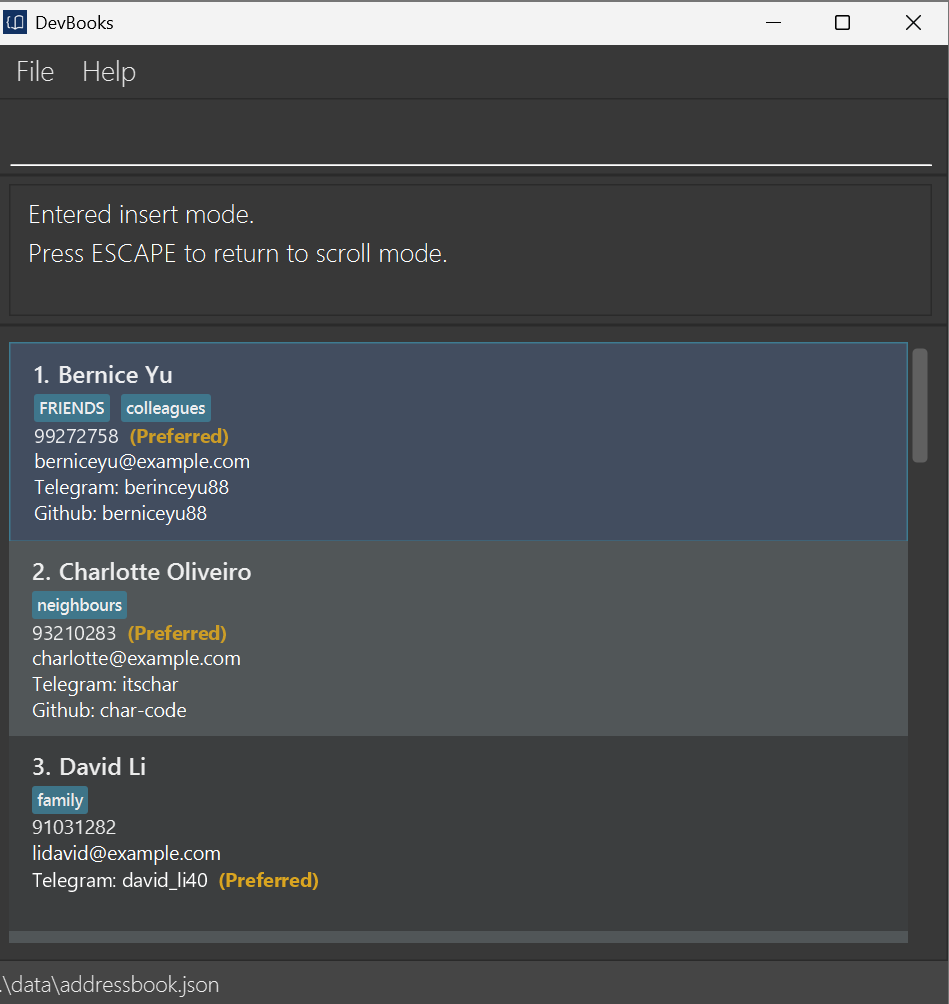 DevBooks
File Help
Entered insert mode.
Press ESCAPE to return to scroll mode.
1. Bernice Yu
FRIENDS colleagues
99272758 (Preferred)
berniceyu@example.com
Telegram: berinceyu88
Github: berniceyu88
2. Charlotte Oliveiro
neighbours
93210283 (Preferred)
charlotte@example.com
Telegram: itschar
Github: char-code
3. David Li
family
91031282
lidavid@example.com
Telegram: david_li40 (Preferred)
.\data\addressbook.json